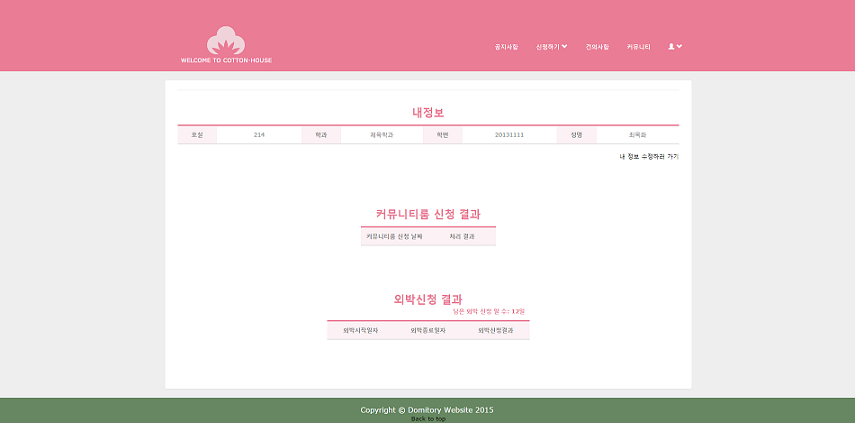 WELCOME TO COTTON-HOUSE
공지사항 신청하기 건의사항 커뮤니티
내정보
호실 214 학과 체육학과 학번 20131111 성명 최목화
내 정보 수정하러 가기
커뮤니티룸 신청 결과
커뮤니티룸 신청 날짜 처리 결과
외박신청 결과
남은 외박 신청 일 수: 12일
외박시작일자 외박종료일자 외박신청결과
Copyright © Domitory Website 2015
Back to top